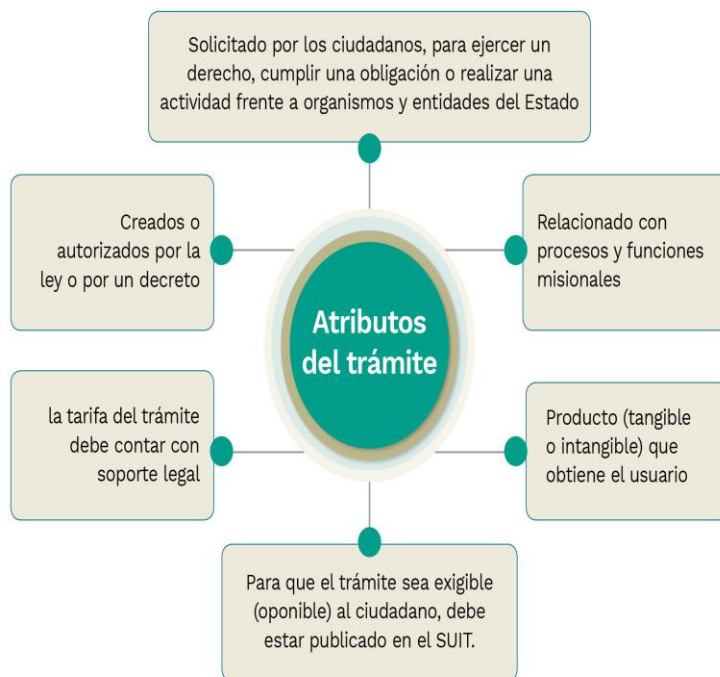 Solicitado por los ciudadanos, para ejercer un
derecho, cumplir una obligación o realizar una
actividad frente a organismos y entidades del Estado
Creados o
autorizados por la
ley o por un decreto
Relacionado con
procesos y funciones
misionales
Atributos
del trámite
la tarifa del trámite
debe contar con
soporte legal
Producto (tangible
o intangible) que
obtiene el usuario
Para que el trámite sea exigible
(oponible) al ciudadano, debe
estar publicado en el SUIT.